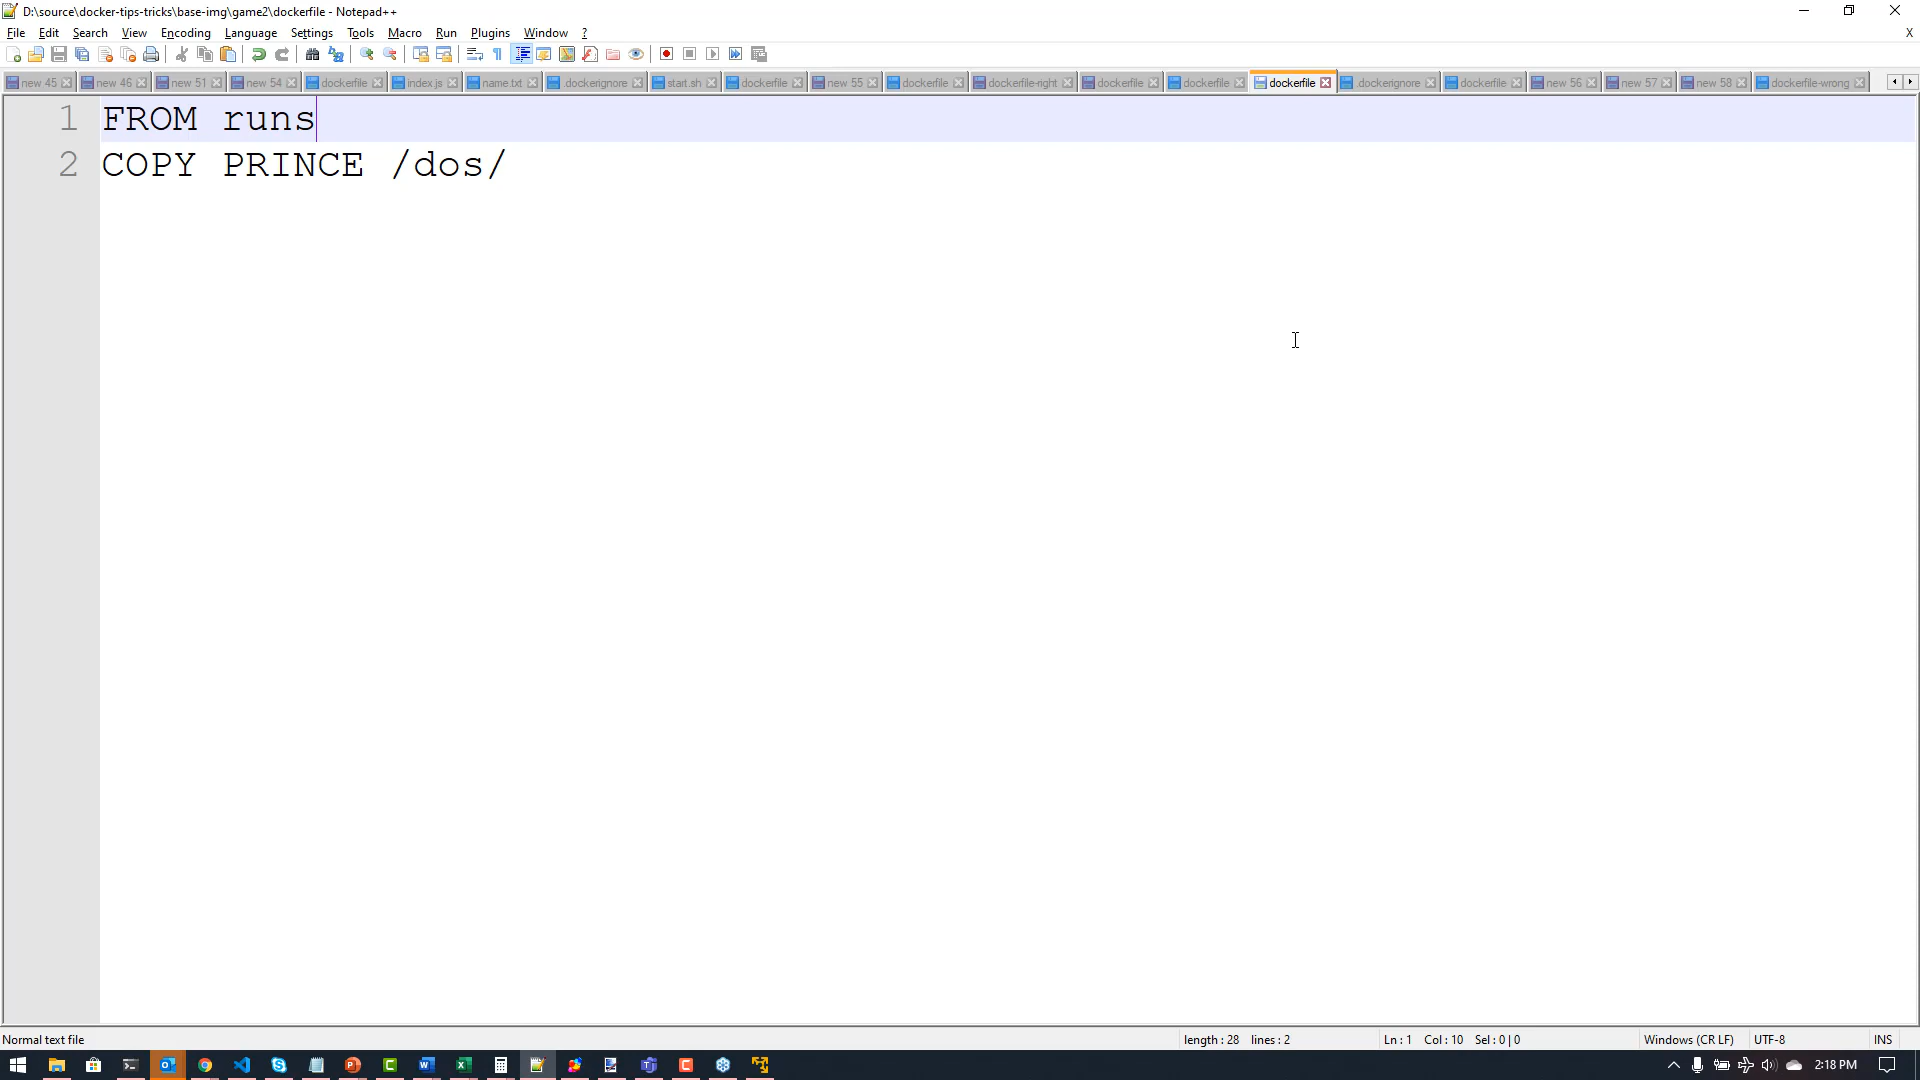 D:\source\docker-tips-tricks\base-img\game2\dockerfile - Notepad++
File Edit Search View Encoding Language Settings Tools Macro Run Plugins Window ? X
new 45 new 46 new 51 new 54 dockerfile index.js name.txt .dockerignore start.sh dockerfile new 55 dockerfile dockerfile-right dockerfile dockerfile dockerfile .dockerignore dockerfile new 56 new 57 new 58 dockerfile-wrong
1 FROM runs
2 COPY PRINCE /dos/
Normal text file length : 28 lines : 2 Ln : 1 Col : 10 Sel : 0 | 0 Windows (CR LF) UTF-8 INS
2:18 PM